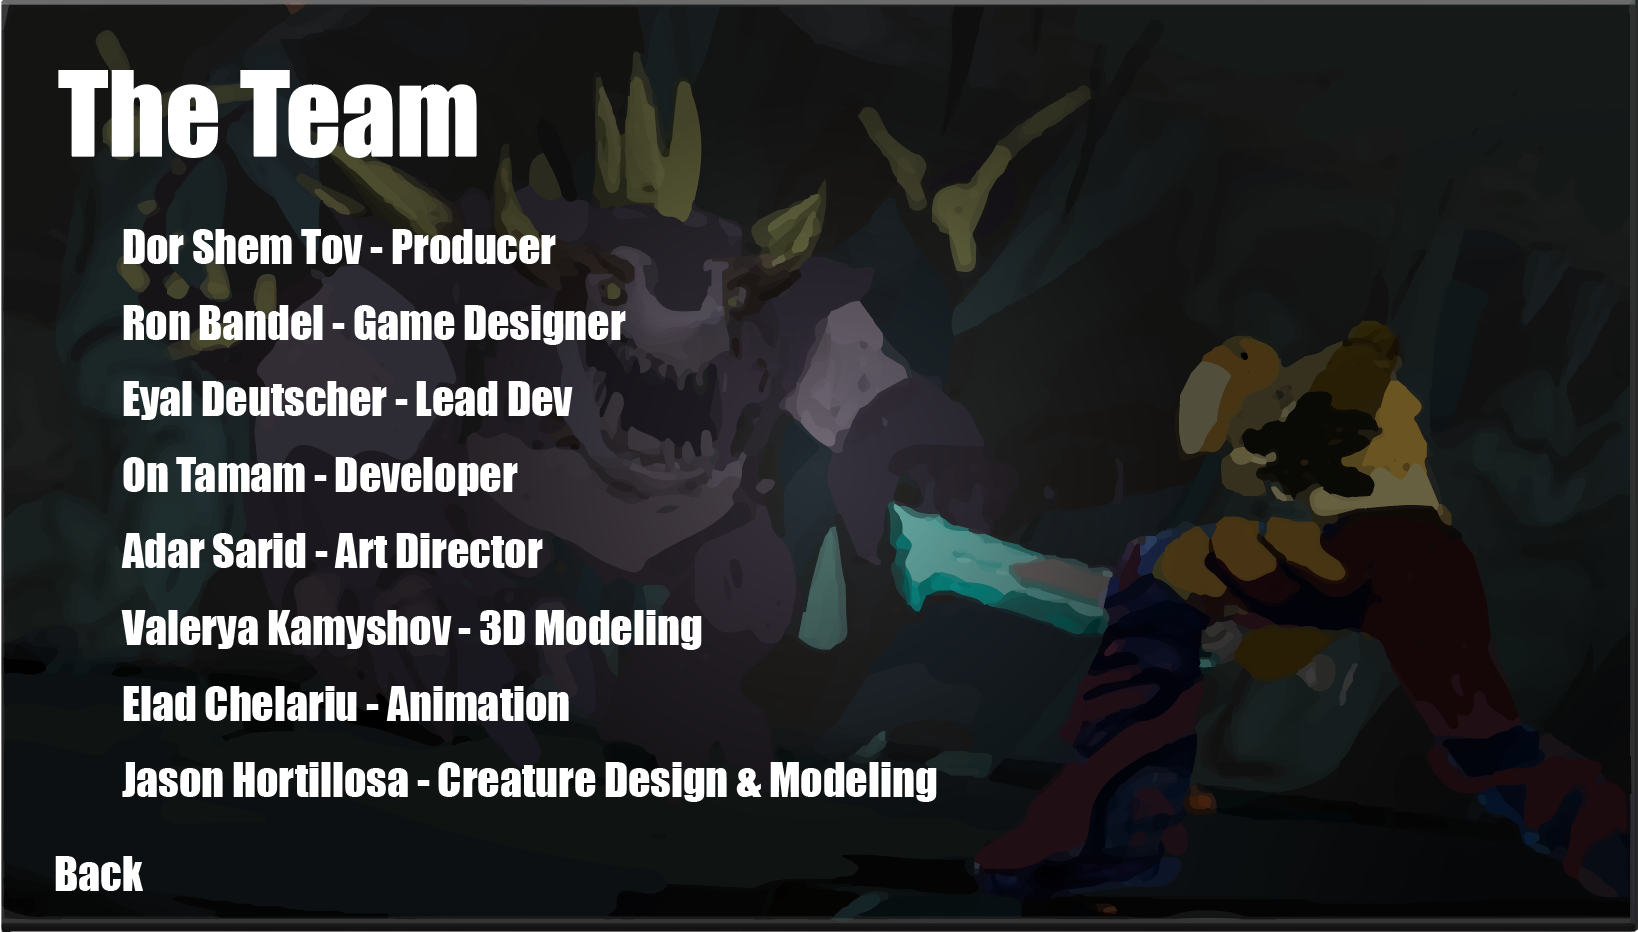 The Team
Dor Shem Tov - Producer
Ron Bandel - Game Designer
Eyal Deutscher - Lead Dev
On Tamam - Developer
Adar Sarid - Art Director
Valerya Kamyshov - 3D Modeling
Elad Chelariu - Animation
Jason Hortillosa - Creature Design & Modeling
Back